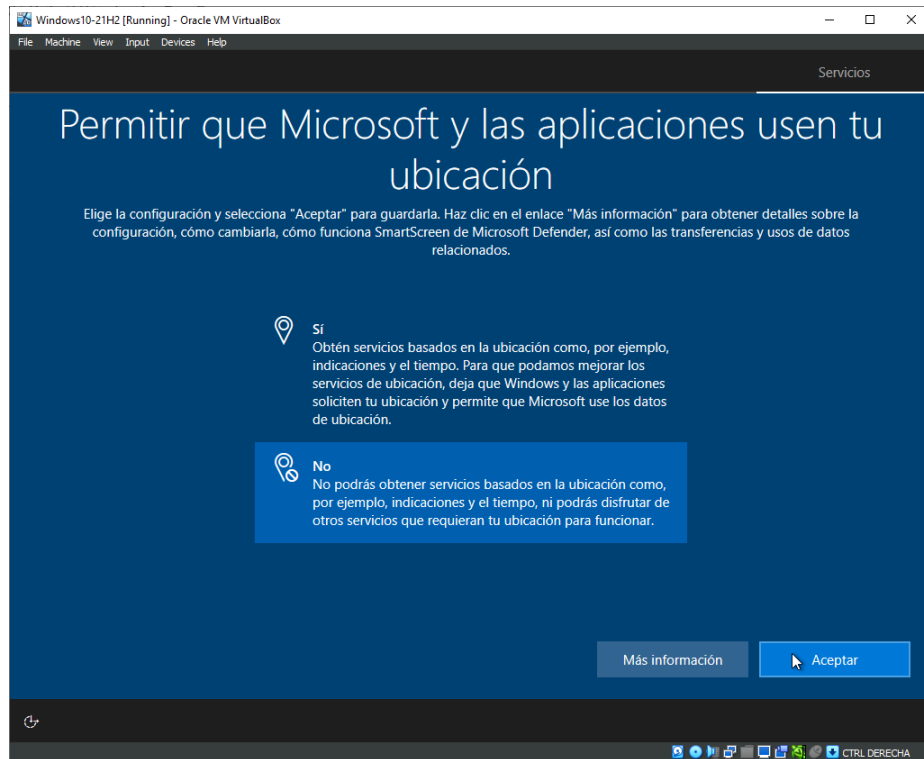 Windows10-21H2 [Running] - Oracle VM VirtualBox
File Machine View Input Devices Help
Servicios
Permitir que Microsoft y las aplicaciones usen tu
ubicación
Elige la configuración y selecciona "Aceptar" para guardarla. Haz clic en el enlace "Más información" para obtener detalles sobre la
configuración, cómo cambiarla, cómo funciona SmartScreen de Microsoft Defender, así como las transferencias y usos de datos
relacionados.
Sí
Obtén servicios basados en la ubicación como, por ejemplo,
indicaciones y el tiempo. Para que podamos mejorar los
servicios de ubicación, deja que Windows y las aplicaciones
soliciten tu ubicación y permite que Microsoft use los datos
de ubicación.
No
No podrás obtener servicios basados en la ubicación como,
por ejemplo, indicaciones y el tiempo, ni podrás disfrutar de
otros servicios que requieran tu ubicación para funcionar.
Más información
Aceptar
CTRL DERECHA